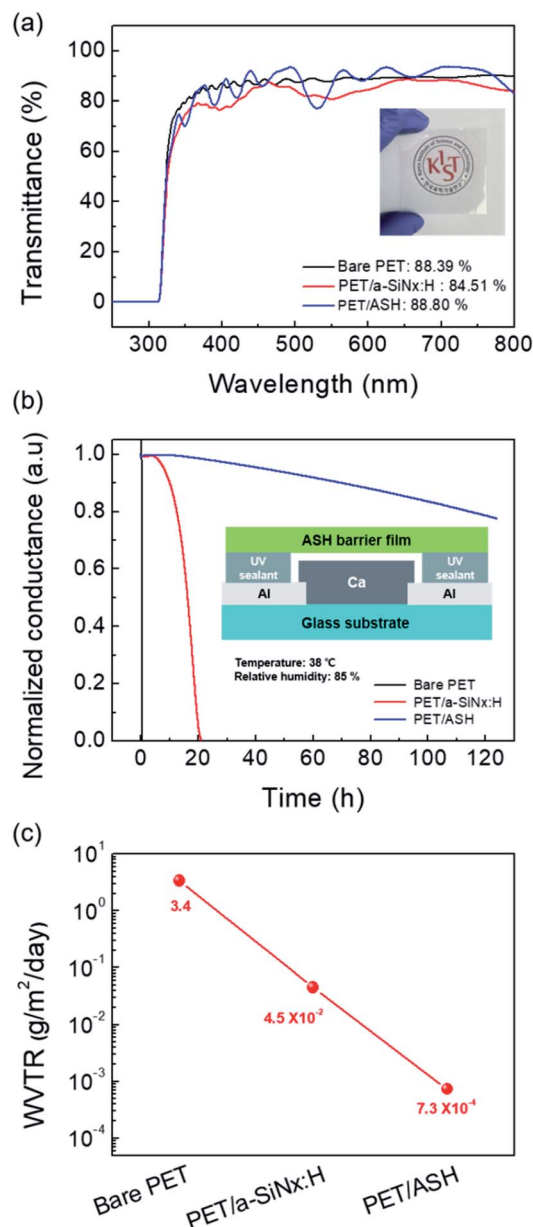 (a)
Transmittance (%)
100
80
60
40
20
0
KIST
Bare PET: 88.39 %
PET/a-SiNx:H : 84.51 %
PET/ASH: 88.80 %
300 400 500 600 700 800
Wavelength (nm)
(b)
Normalized conductance (a.u)
1.0
0.8
0.6
0.4
0.2
0.0
ASH barrier film
UV
sealant
Ca
UV
sealant
Al
Al
Glass substrate
Temperature: 38 ℃
Relative humidity: 85 %
Bare PET
PET/a-SiNx:H
PET/ASH
0 20 40 60 80 100 120
Time (h)
(c)
WVTR (g/m²/day)
10¹
10⁰
10⁻¹
10⁻²
10⁻³
10⁻⁴
3.4
4.5 X10⁻²
7.3 X10⁻⁴
Bare PET
PET/a-SiNx:H
PET/ASH